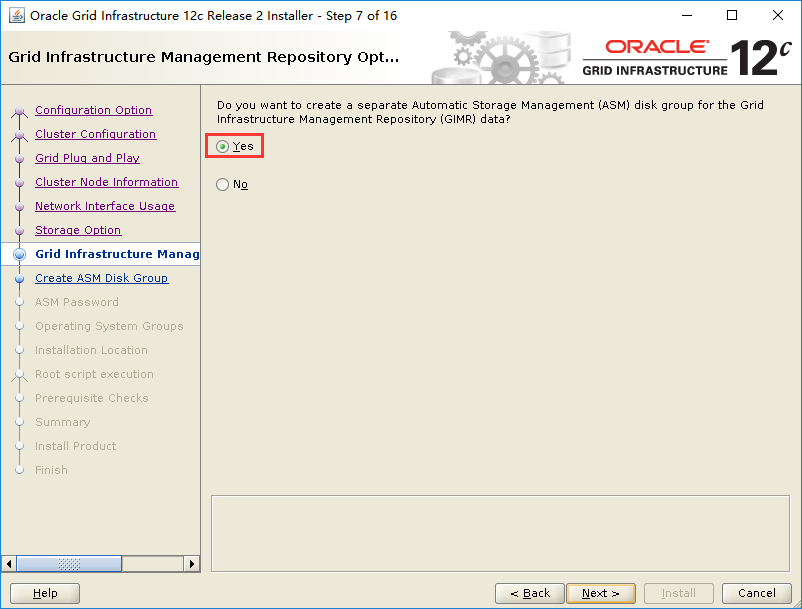 Oracle Grid Infrastructure 12c Release 2 Installer - Step 7 of 16
Grid Infrastructure Management Repository Opt...
ORACLE®
GRID INFRASTRUCTURE
12c
Configuration Option
Cluster Configuration
Grid Plug and Play
Cluster Node Information
Network Interface Usage
Storage Option
Grid Infrastructure Manag
Create ASM Disk Group
ASM Password
Operating System Groups
Installation Location
Root script execution
Prerequisite Checks
Summary
Install Product
Finish
Do you want to create a separate Automatic Storage Management (ASM) disk group for the Grid
Infrastructure Management Repository (GIMR) data?
Yes
No
Help
< Back
Next >
Install
Cancel